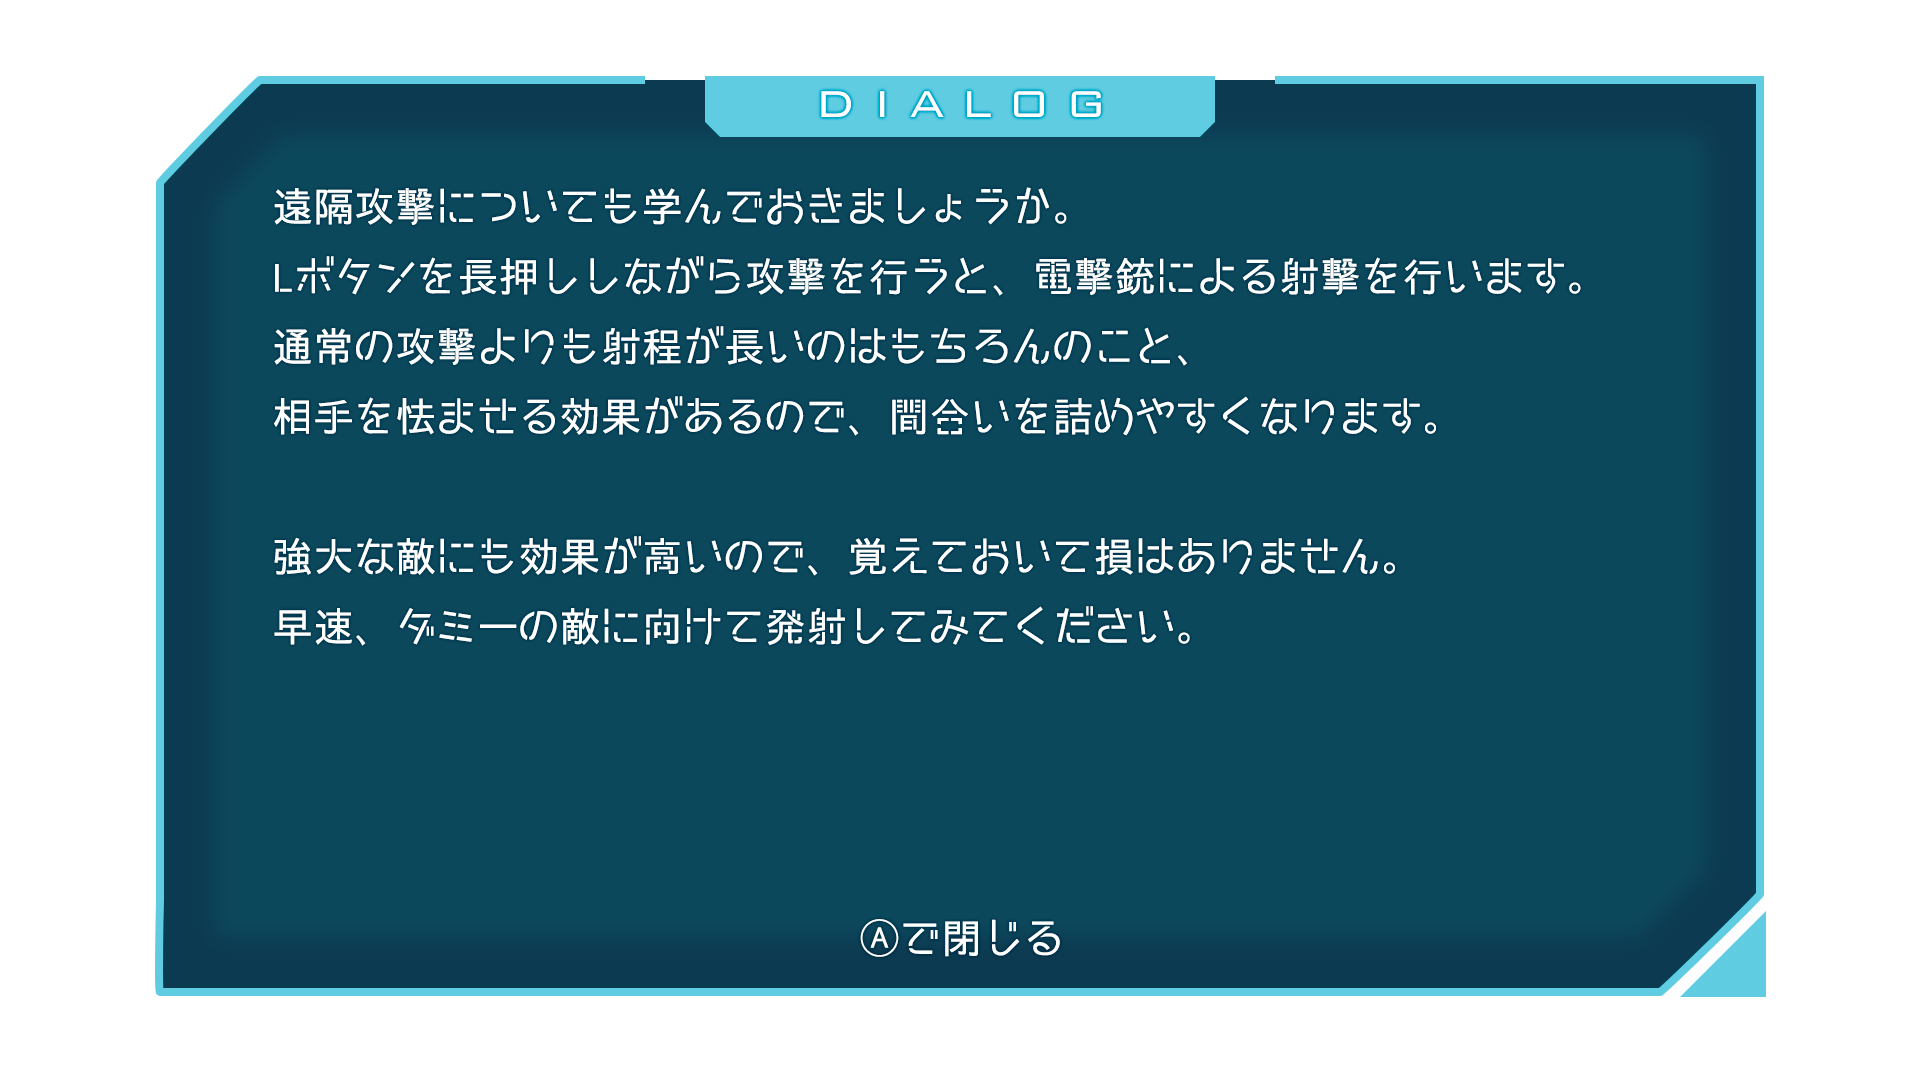 DIALOG
遠隔攻撃についても学んでおきましょうか。
Lボタンを長押ししながら攻撃を行うと、電撃銃による射撃を行います。
通常の攻撃よりも射程が長いのはもちろんのこと、
相手を怯ませる効果があるので、間合いを詰めやすくなります。
強大な敵にも効果が高いので、覚えておいて損はありません。
早速、ダミーの敵に向けて発射してみてください。
Ⓐで閉じる